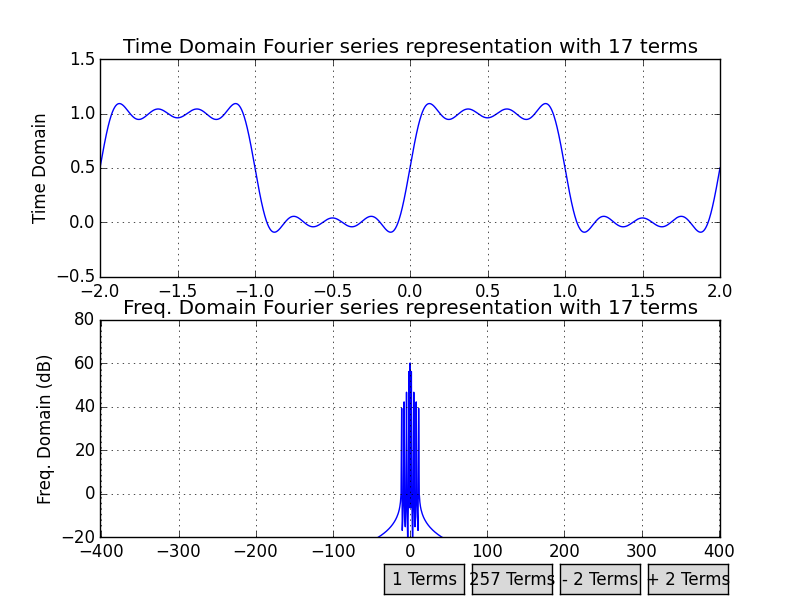 Time Domain Fourier series representation with 17 terms
1.5
1.0
0.5
0.0
−0.5
Time Domain
−2.0 −1.5 −1.0 −0.5 0.0 0.5 1.0 1.5 2.0
Freq. Domain Fourier series representation with 17 terms
80
60
40
20
0
−20
Freq. Domain (dB)
−400 −300 −200 −100 0 100 200 300 400
1 Terms 257 Terms - 2 Terms + 2 Terms